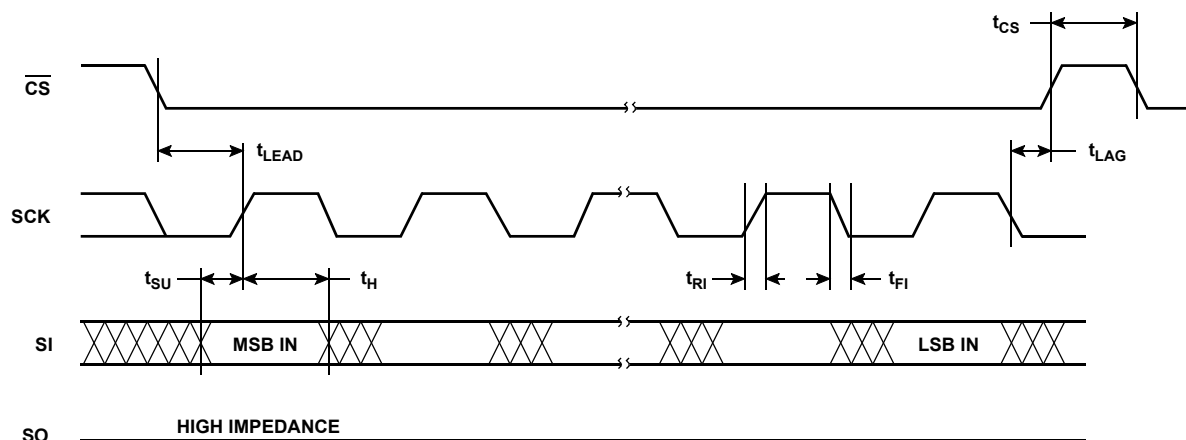 tCS
CS
tLEAD
tLAG
SCK
tSU
tH
tRI
tFI
SI
MSB IN
LSB IN
HIGH IMPEDANCE
SO